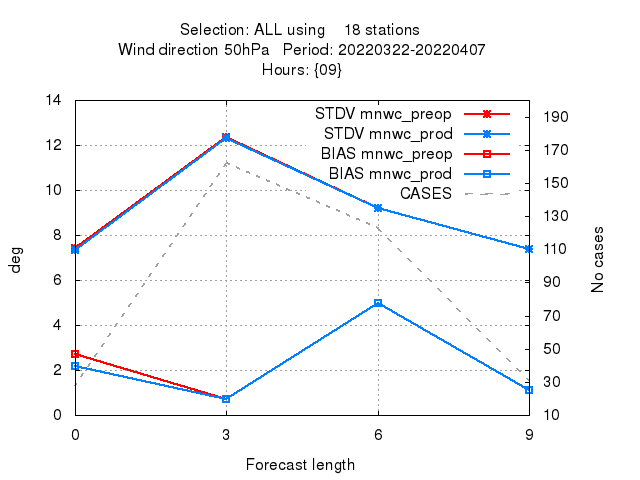 Selection: ALL using 18 stations
Wind direction 50hPa Period: 20220322-20220407
Hours: {09}
STDV mnwc_preop
STDV mnwc_prod
BIAS mnwc_preop
BIAS mnwc_prod
CASES
deg
14
12
10
8
6
4
2
0
No cases
190
170
150
130
110
90
70
50
30
10
0 3 6 9
Forecast length